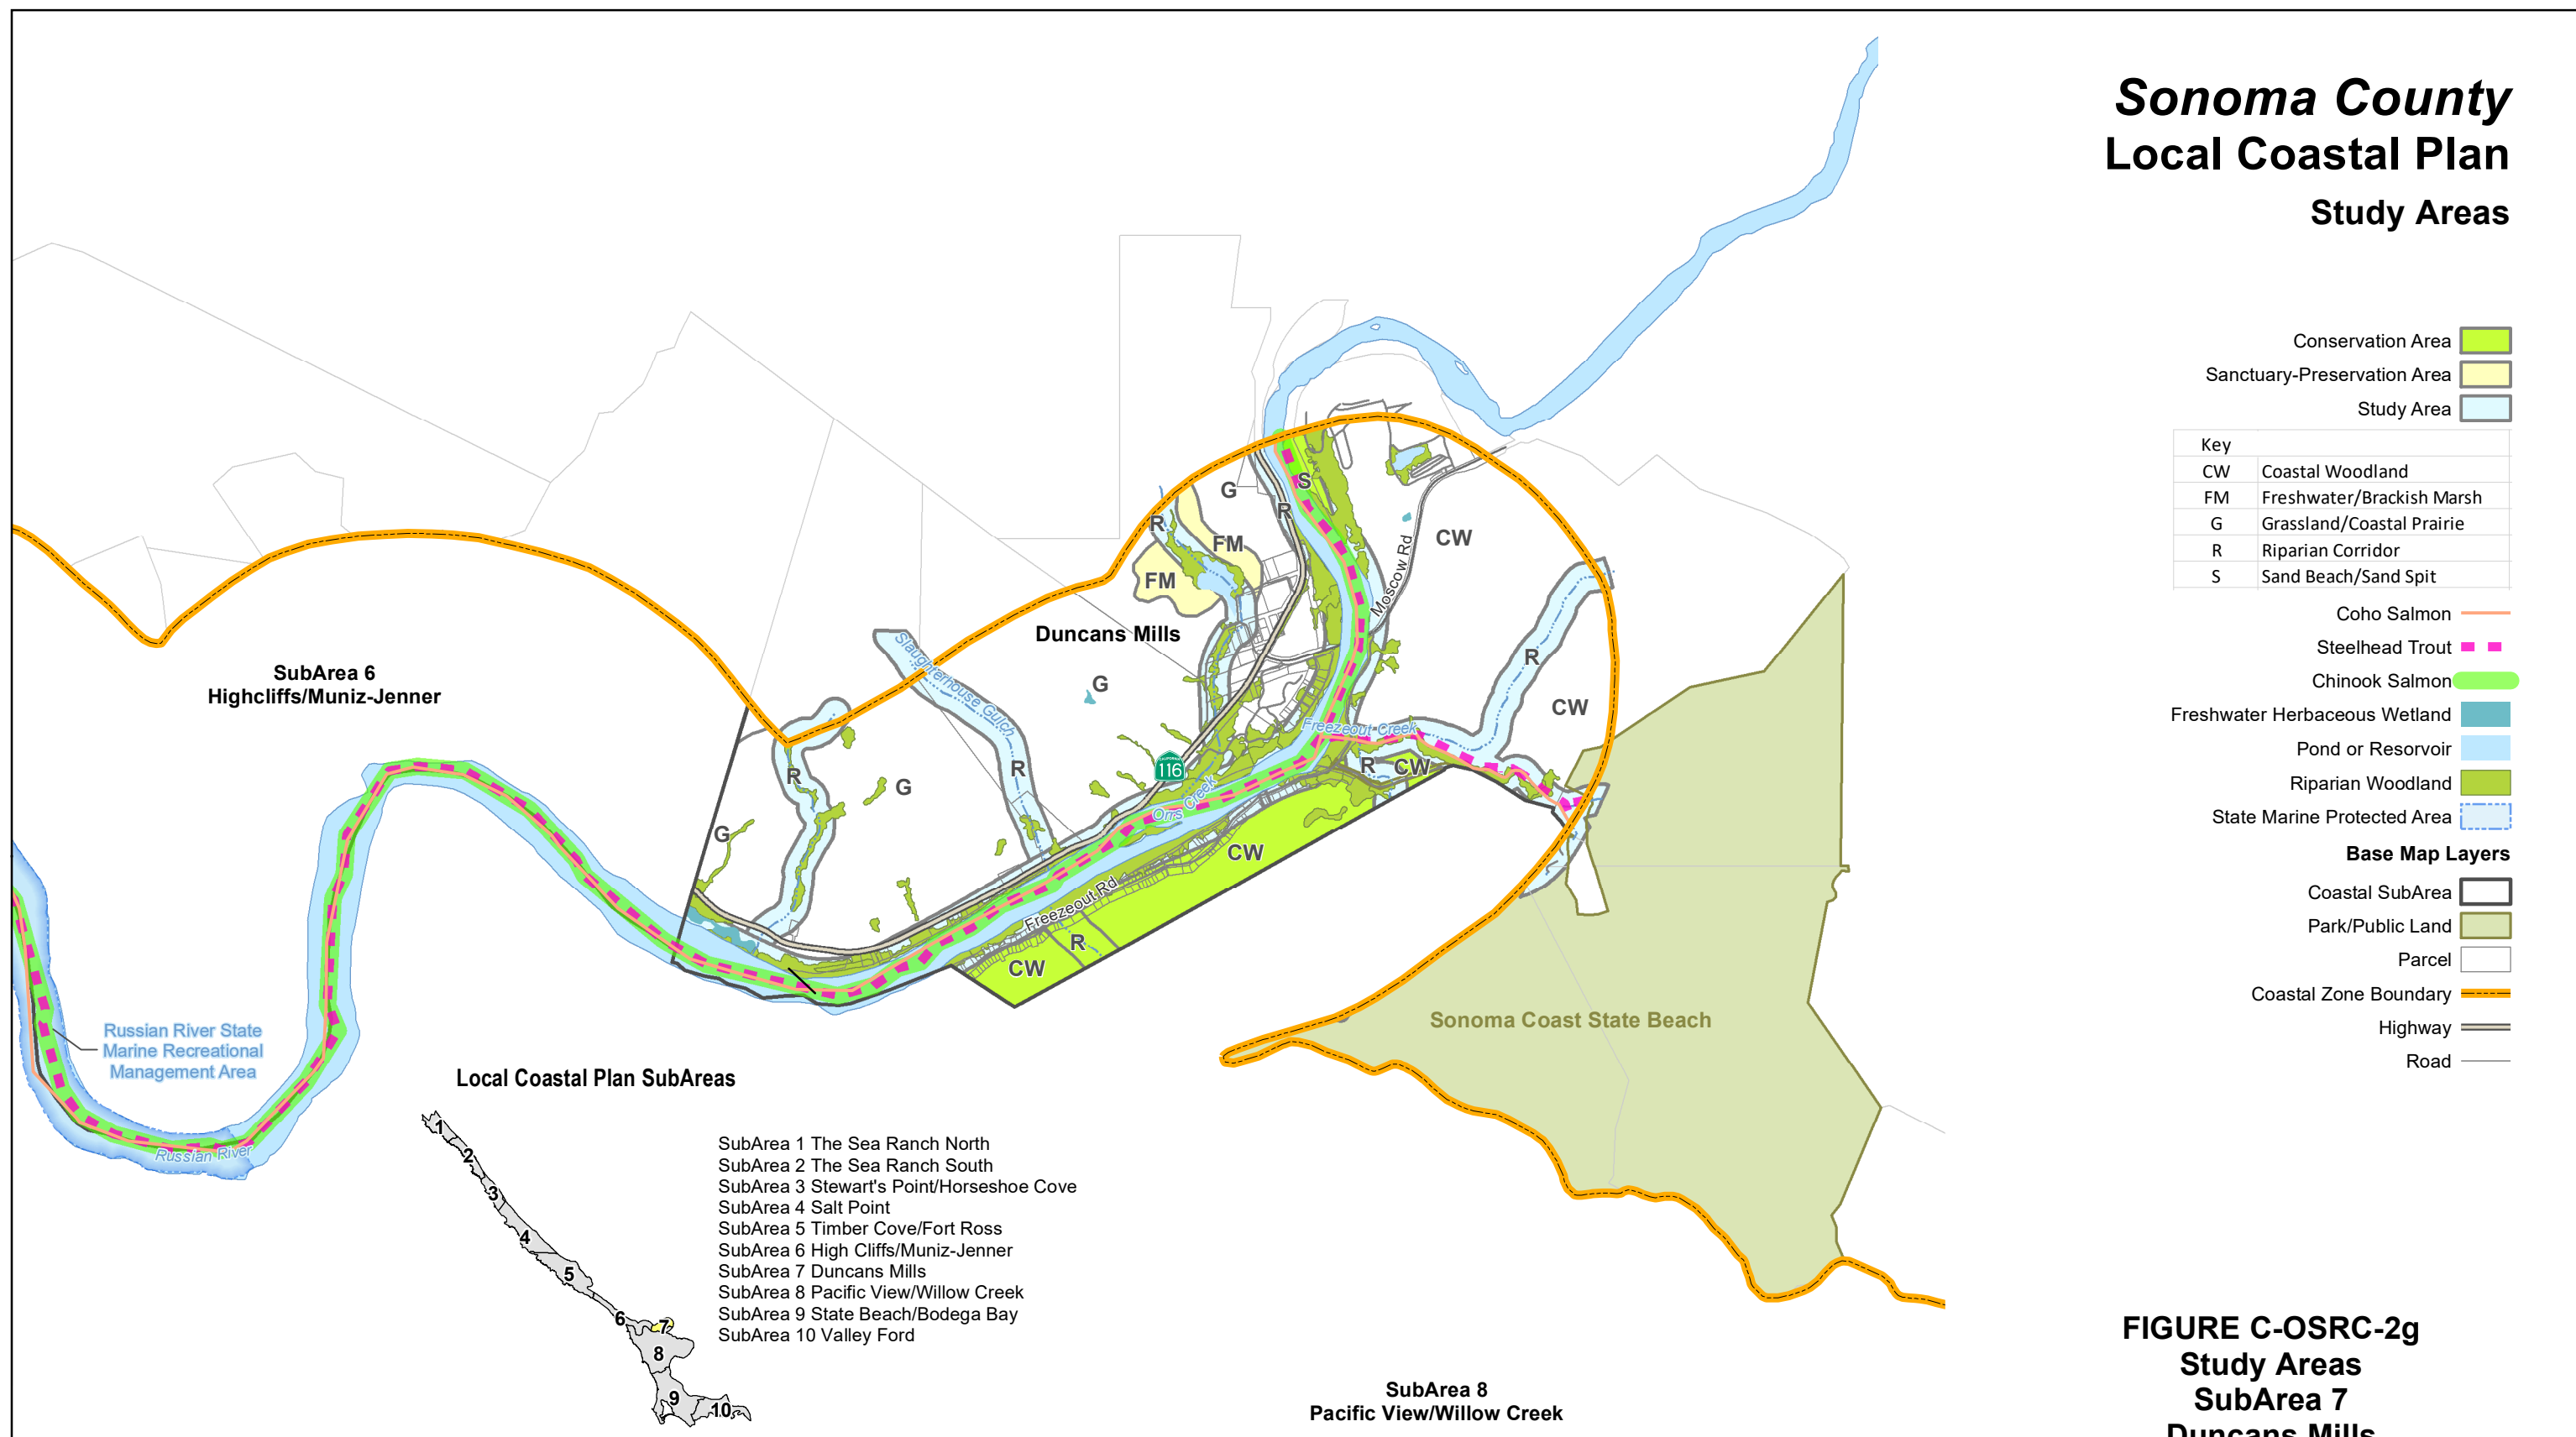 Sonoma County
Local Coastal Plan
Study Areas
Conservation Area
Sanctuary-Preservation Area
Study Area
Key
CW Coastal Woodland
FM Freshwater/Brackish Marsh
G Grassland/Coastal Prairie
R Riparian Corridor
S Sand Beach/Sand Spit
Coho Salmon
Steelhead Trout
Chinook Salmon
Freshwater Herbaceous Wetland
Pond or Reservoir
Riparian Woodland
State Marine Protected Area
Base Map Layers
Coastal SubArea
Park/Public Land
Parcel
Coastal Zone Boundary
Highway
Road
G
S
R
R
FM
FM
CW
Moscow Rd
Duncans Mills
Slaughterhouse Gulch
G
R
CW
SubArea 6
Highcliffs/Muniz-Jenner
Freezeout Creek
CALIFORNIA
116
R
R
R
CW
G
G
Orrs Creek
CW
Freezeout Rd
R
CW
Sonoma Coast State Beach
Russian River State
Marine Recreational
Management Area
Russian River
Local Coastal Plan SubAreas
1
2
3
4
5
6
7
8
9
10
SubArea 1 The Sea Ranch North
SubArea 2 The Sea Ranch South
SubArea 3 Stewart's Point/Horseshoe Cove
SubArea 4 Salt Point
SubArea 5 Timber Cove/Fort Ross
SubArea 6 High Cliffs/Muniz-Jenner
SubArea 7 Duncans Mills
SubArea 8 Pacific View/Willow Creek
SubArea 9 State Beach/Bodega Bay
SubArea 10 Valley Ford
SubArea 8
Pacific View/Willow Creek
FIGURE C-OSRC-2g
Study Areas
SubArea 7
Duncans Mills